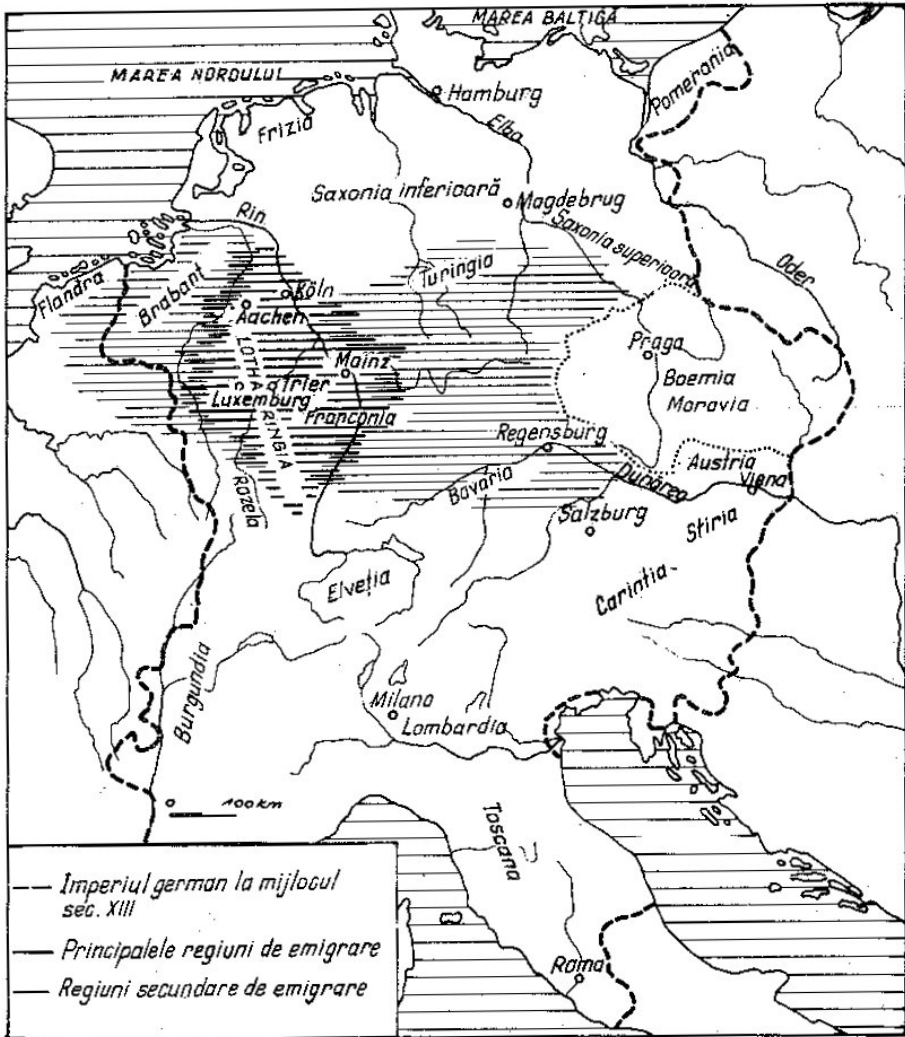 MAREA BALTICĂ
MAREA NORDULUI
Pomerania
Hamburg
Frizia
Elba
Saxonia inferioară
Magdebrug
Rin
Saxonia superioară
Oder
Flandra
Brabant
Turingia
Köln
Aachen
Praga
LOTHA
RINGIA
Mainz
Trier
Luxemburg
Boemia
Moravia
Franconia
Regensburg
Austria
Viena
Dunărea
Bavaria
Rozela
Salzburg
Stiria
Elveția
Carintia
Burgundia
Milano
Lombardia
100 km
Toscana
Roma
Imperiul german la mijlocul
sec. XIII
Principalele regiuni de emigrare
Regiuni secundare de emigrare